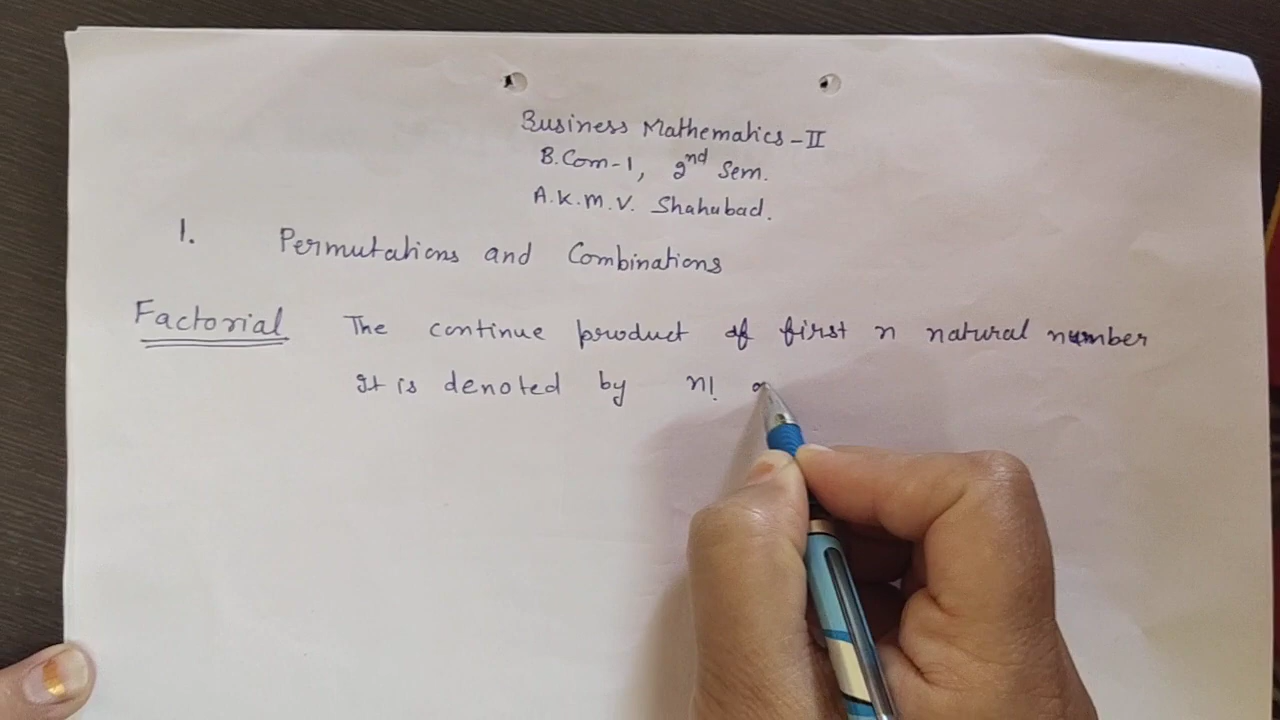 Business Mathematics-II
B.Com-1, 2nd Sem.
A.K.M.V. Shahabad.
1. Permutations and Combinations
Factorial The continue product of first n natural number
It is denoted by n!